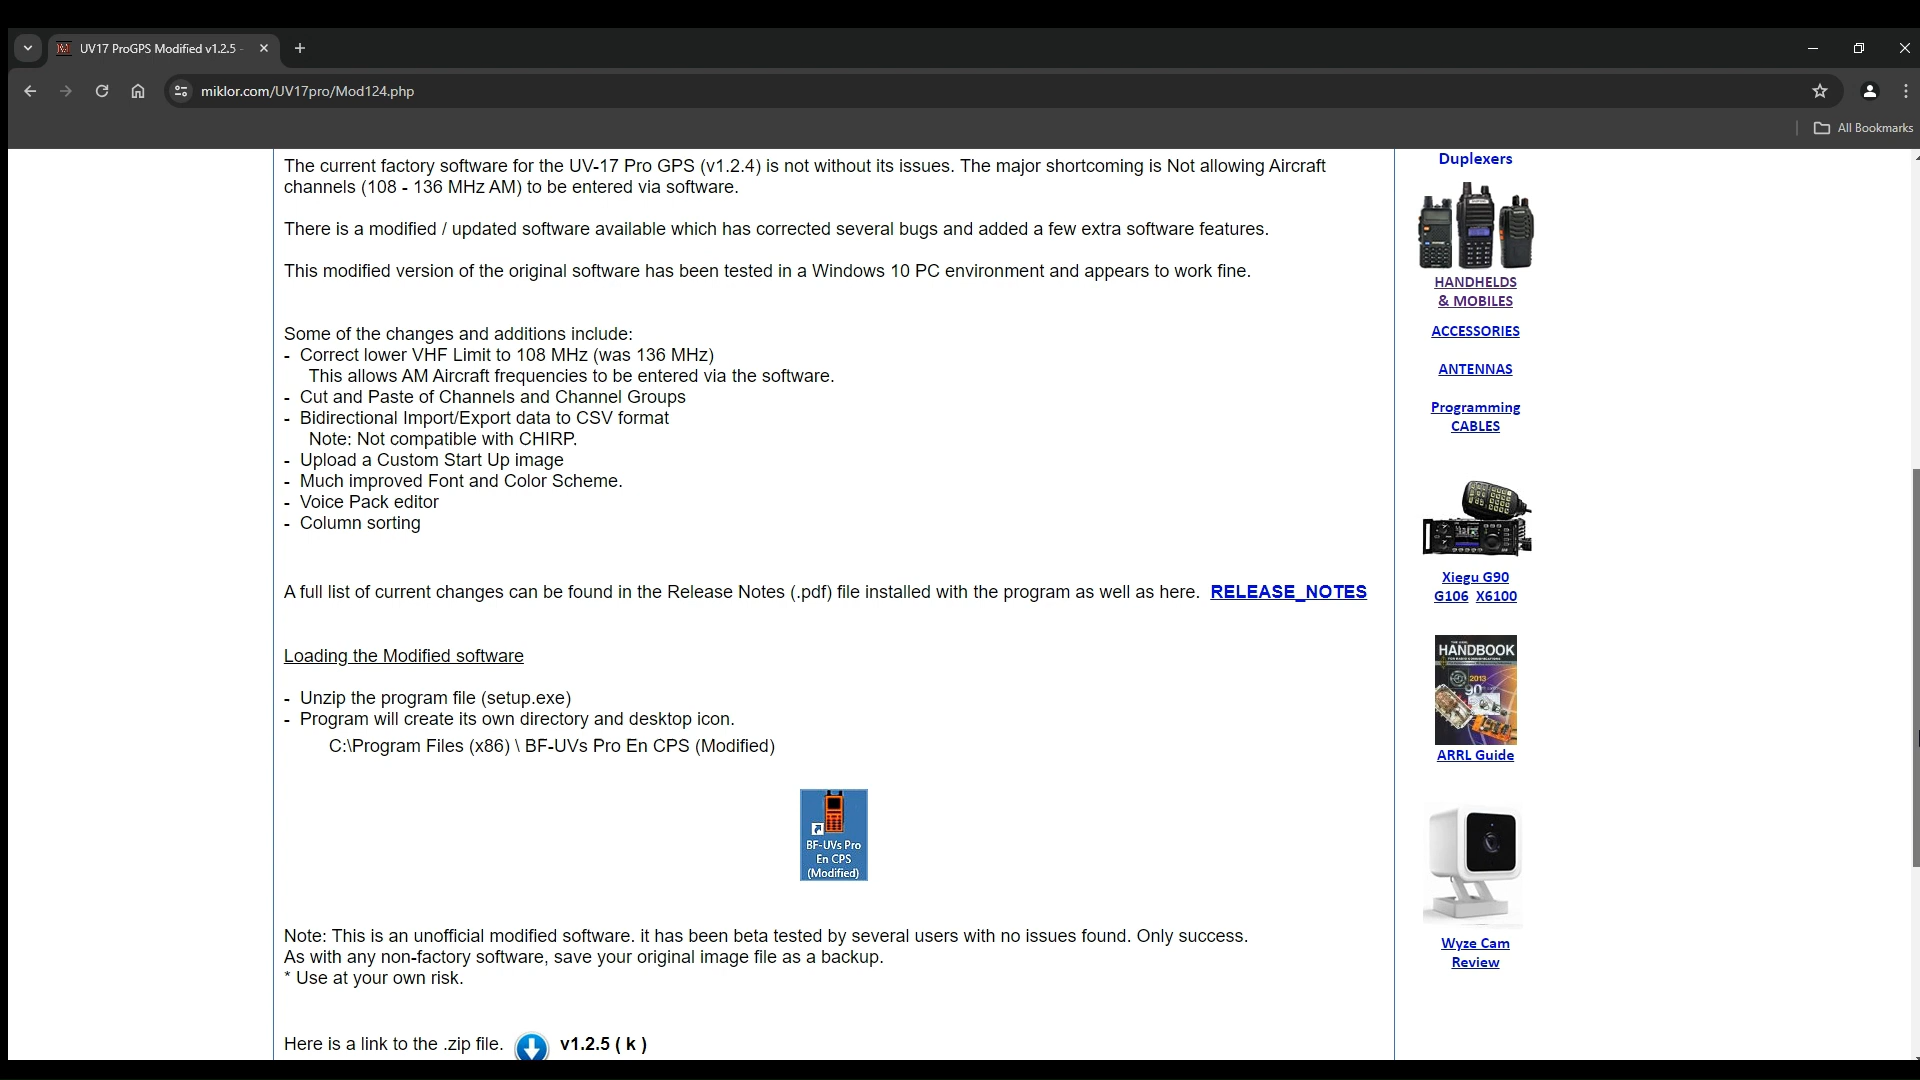 UV17 ProGPS Modified v1.2.5 -
miklor.com/UV17pro/Mod124.php
All Bookmarks
The current factory software for the UV-17 Pro GPS (v1.2.4) is not without its issues. The major shortcoming is Not allowing Aircraft
channels (108 - 136 MHz AM) to be entered via software.
There is a modified / updated software available which has corrected several bugs and added a few extra software features.
This modified version of the original software has been tested in a Windows 10 PC environment and appears to work fine.
Some of the changes and additions include:
- Correct lower VHF Limit to 108 MHz (was 136 MHz)
This allows AM Aircraft frequencies to be entered via the software.
- Cut and Paste of Channels and Channel Groups
- Bidirectional Import/Export data to CSV format
Note: Not compatible with CHIRP.
- Upload a Custom Start Up image
- Much improved Font and Color Scheme.
- Voice Pack editor
- Column sorting
A full list of current changes can be found in the Release Notes (.pdf) file installed with the program as well as here. RELEASE_NOTES
Loading the Modified software
- Unzip the program file (setup.exe)
- Program will create its own directory and desktop icon.
C:\Program Files (x86) \ BF-UVs Pro En CPS (Modified)
BF-UVs Pro
En CPS
(Modified)
Note: This is an unofficial modified software. it has been beta tested by several users with no issues found. Only success.
As with any non-factory software, save your original image file as a backup.
* Use at your own risk.
Here is a link to the .zip file. v1.2.5 ( k )
Duplexers
HANDHELDS
& MOBILES
ACCESSORIES
ANTENNAS
Programming
CABLES
Xiegu G90
G106 X6100
HANDBOOK
2013
90
ARRL Guide
Wyze Cam
Review